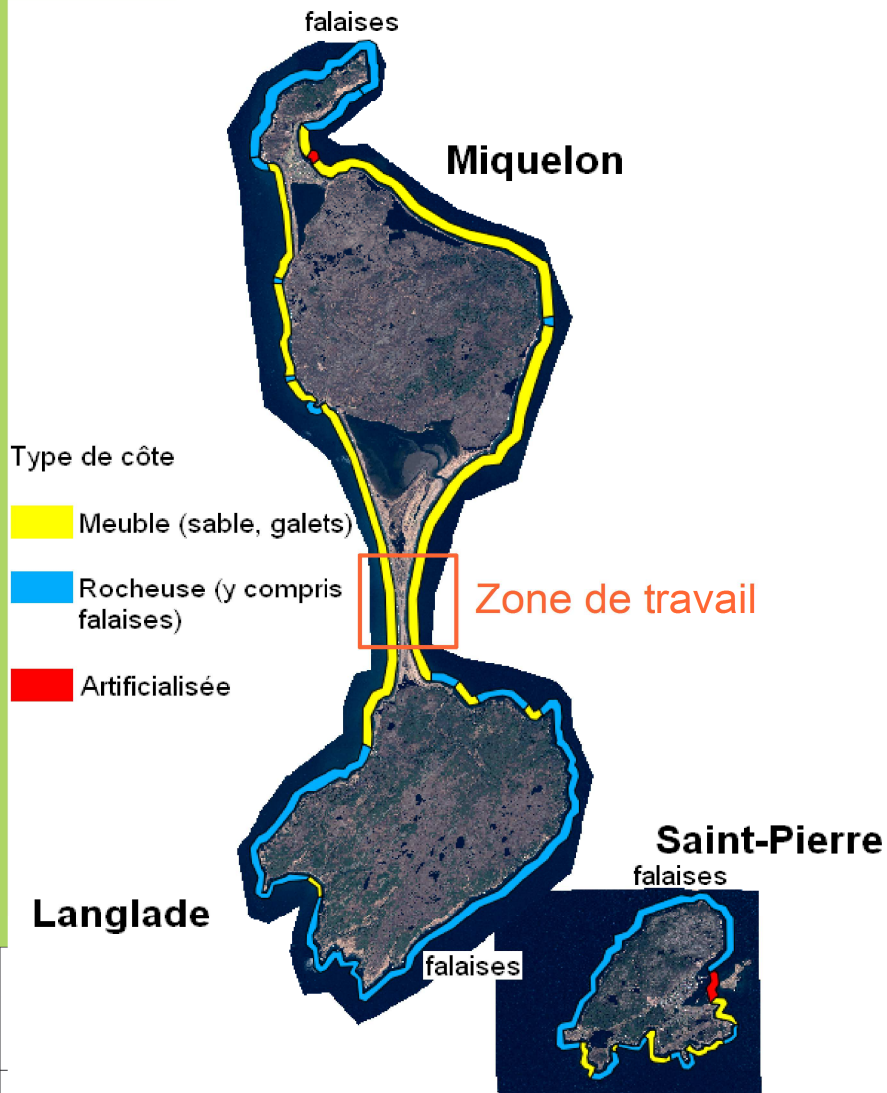 falaises
Miquelon
Type de côte
Meuble (sable, galets)
Rocheuse (y compris
falaises)
Artificialisée
Zone de travail
Saint-Pierre
falaises
Langlade
falaises